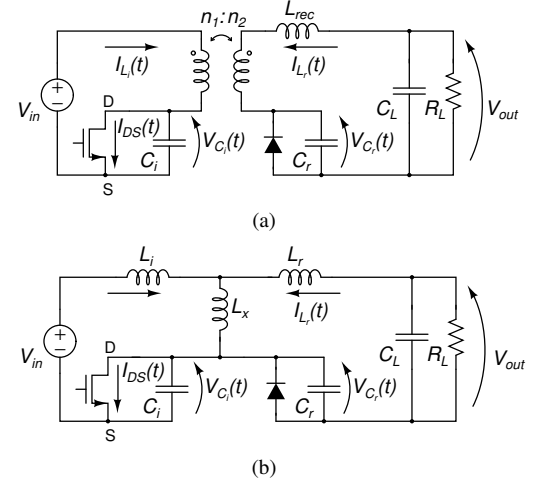 n1:n2
Lrec
ILi(t)
ILr(t)
Vin
D
IDS(t)
S
Ci
VCi(t)
Cr
VCr(t)
CL
RL
Vout
(a)
Li
Lr
Lx
ILr(t)
Vin
D
IDS(t)
S
Ci
VCi(t)
Cr
VCr(t)
CL
RL
Vout
(b)